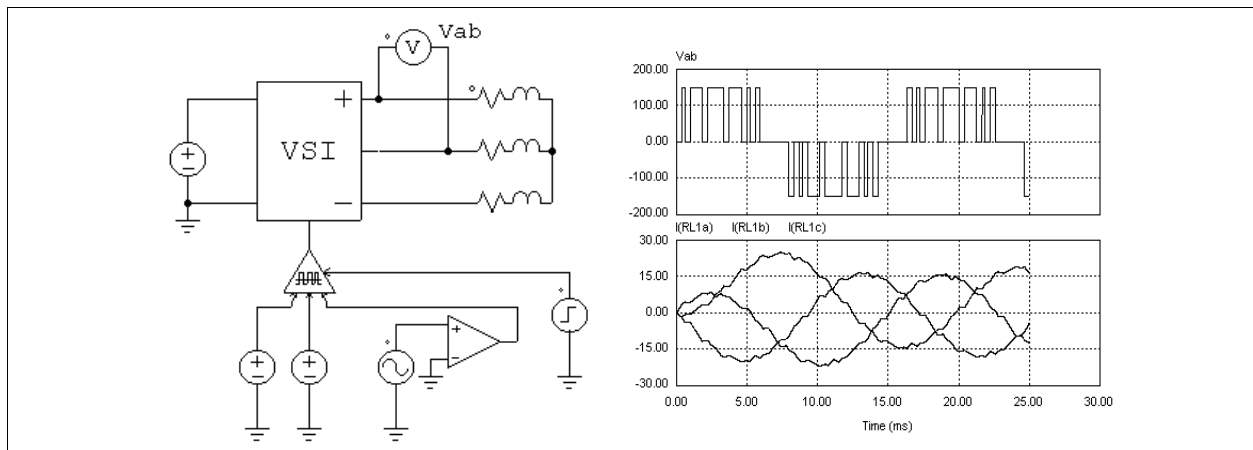 Vab
V
VSI
Vab
200.00
100.00
0.00
-100.00
-200.00
I(RL1a) I(RL1b) I(RL1c)
30.00
15.00
0.00
-15.00
-30.00
0.00 5.00 10.00 15.00 20.00 25.00 30.00
Time (ms)